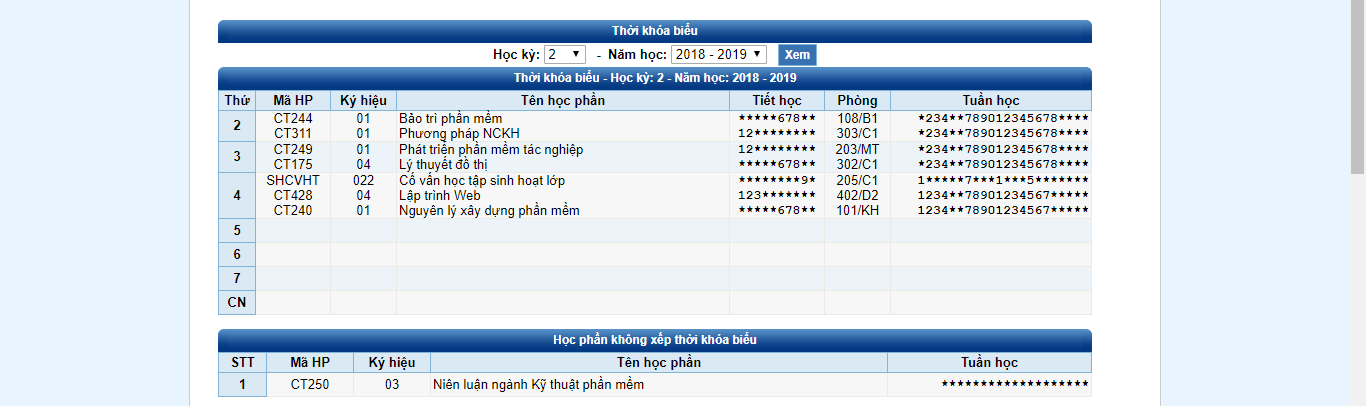 Thời khóa biểu
Học kỳ: 2 - Năm học: 2018 - 2019 Xem
Thời khóa biểu - Học kỳ: 2 - Năm học: 2018 - 2019
Thứ Mã HP Ký hiệu Tên học phần Tiết học Phòng Tuần học
2 CT244 01 Bảo trì phần mềm *****678** 108/B1 *234**789012345678****
CT311 01 Phương pháp NCKH 12******** 303/C1 *234**789012345678****
3 CT249 01 Phát triển phần mềm tác nghiệp 12******** 203/MT *234**789012345678****
CT175 04 Lý thuyết đồ thị *****678** 302/C1 *234**789012345678****
4 SHCVHT 022 Cố vấn học tập sinh hoạt lớp ********9* 205/C1 1*****7***1***5*******
CT428 04 Lập trình Web 123******* 402/D2 1234**78901234567*****
CT240 01 Nguyên lý xây dựng phần mềm *****678** 101/KH 1234**78901234567*****
5
6
7
CN
Học phần không xếp thời khóa biểu
STT Mã HP Ký hiệu Tên học phần Tuần học
1 CT250 03 Niên luận ngành Kỹ thuật phần mềm *******************